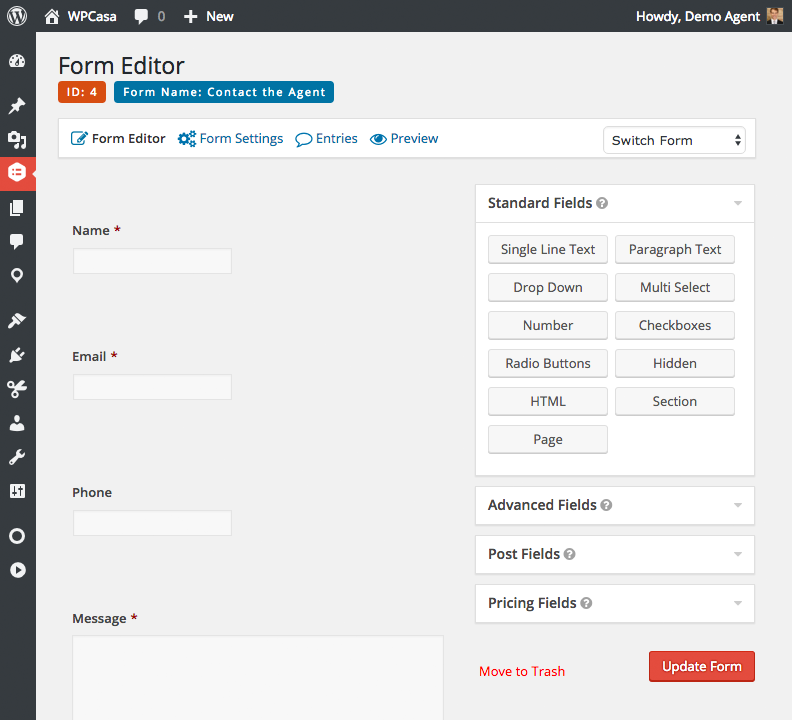 WPCasa 0 New Howdy, Demo Agent
Form Editor
ID: 4 Form Name: Contact the Agent
Form Editor Form Settings Entries Preview Switch Form
Name *
Email *
Phone
Message *
Standard Fields ?
Single Line Text Paragraph Text
Drop Down Multi Select
Number Checkboxes
Radio Buttons Hidden
HTML Section
Page
Advanced Fields ?
Post Fields ?
Pricing Fields ?
Move to Trash Update Form